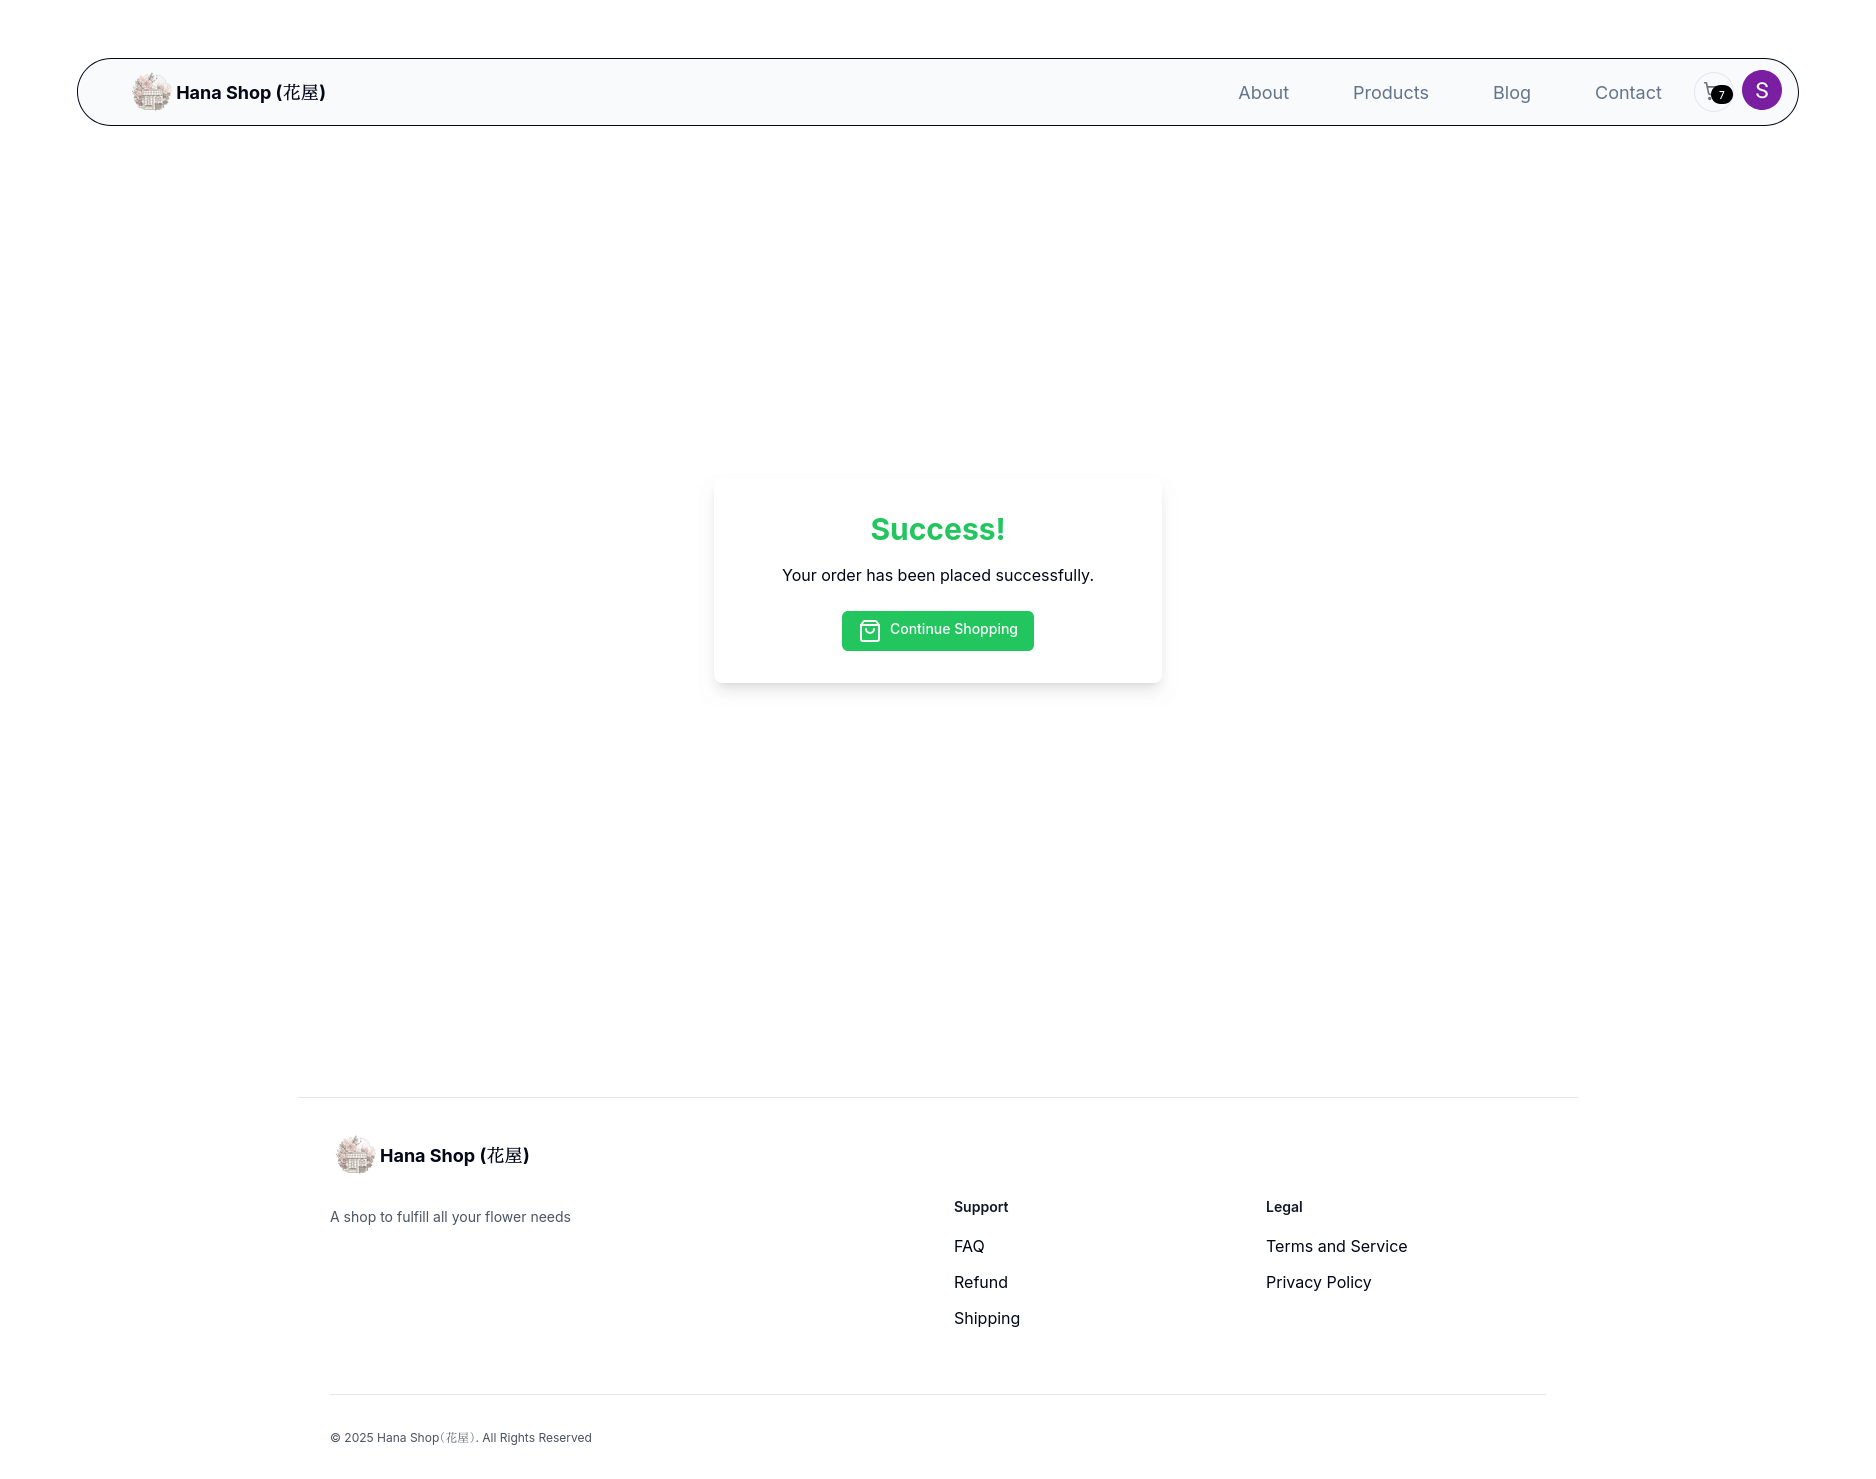 Hana Shop (花屋)
About
Products
Blog
Contact
7
S
Success!
Your order has been placed successfully.
Continue Shopping
Hana Shop (花屋)
A shop to fulfill all your flower needs
Support
FAQ
Refund
Shipping
Legal
Terms and Service
Privacy Policy
© 2025 Hana Shop（花屋）. All Rights Reserved